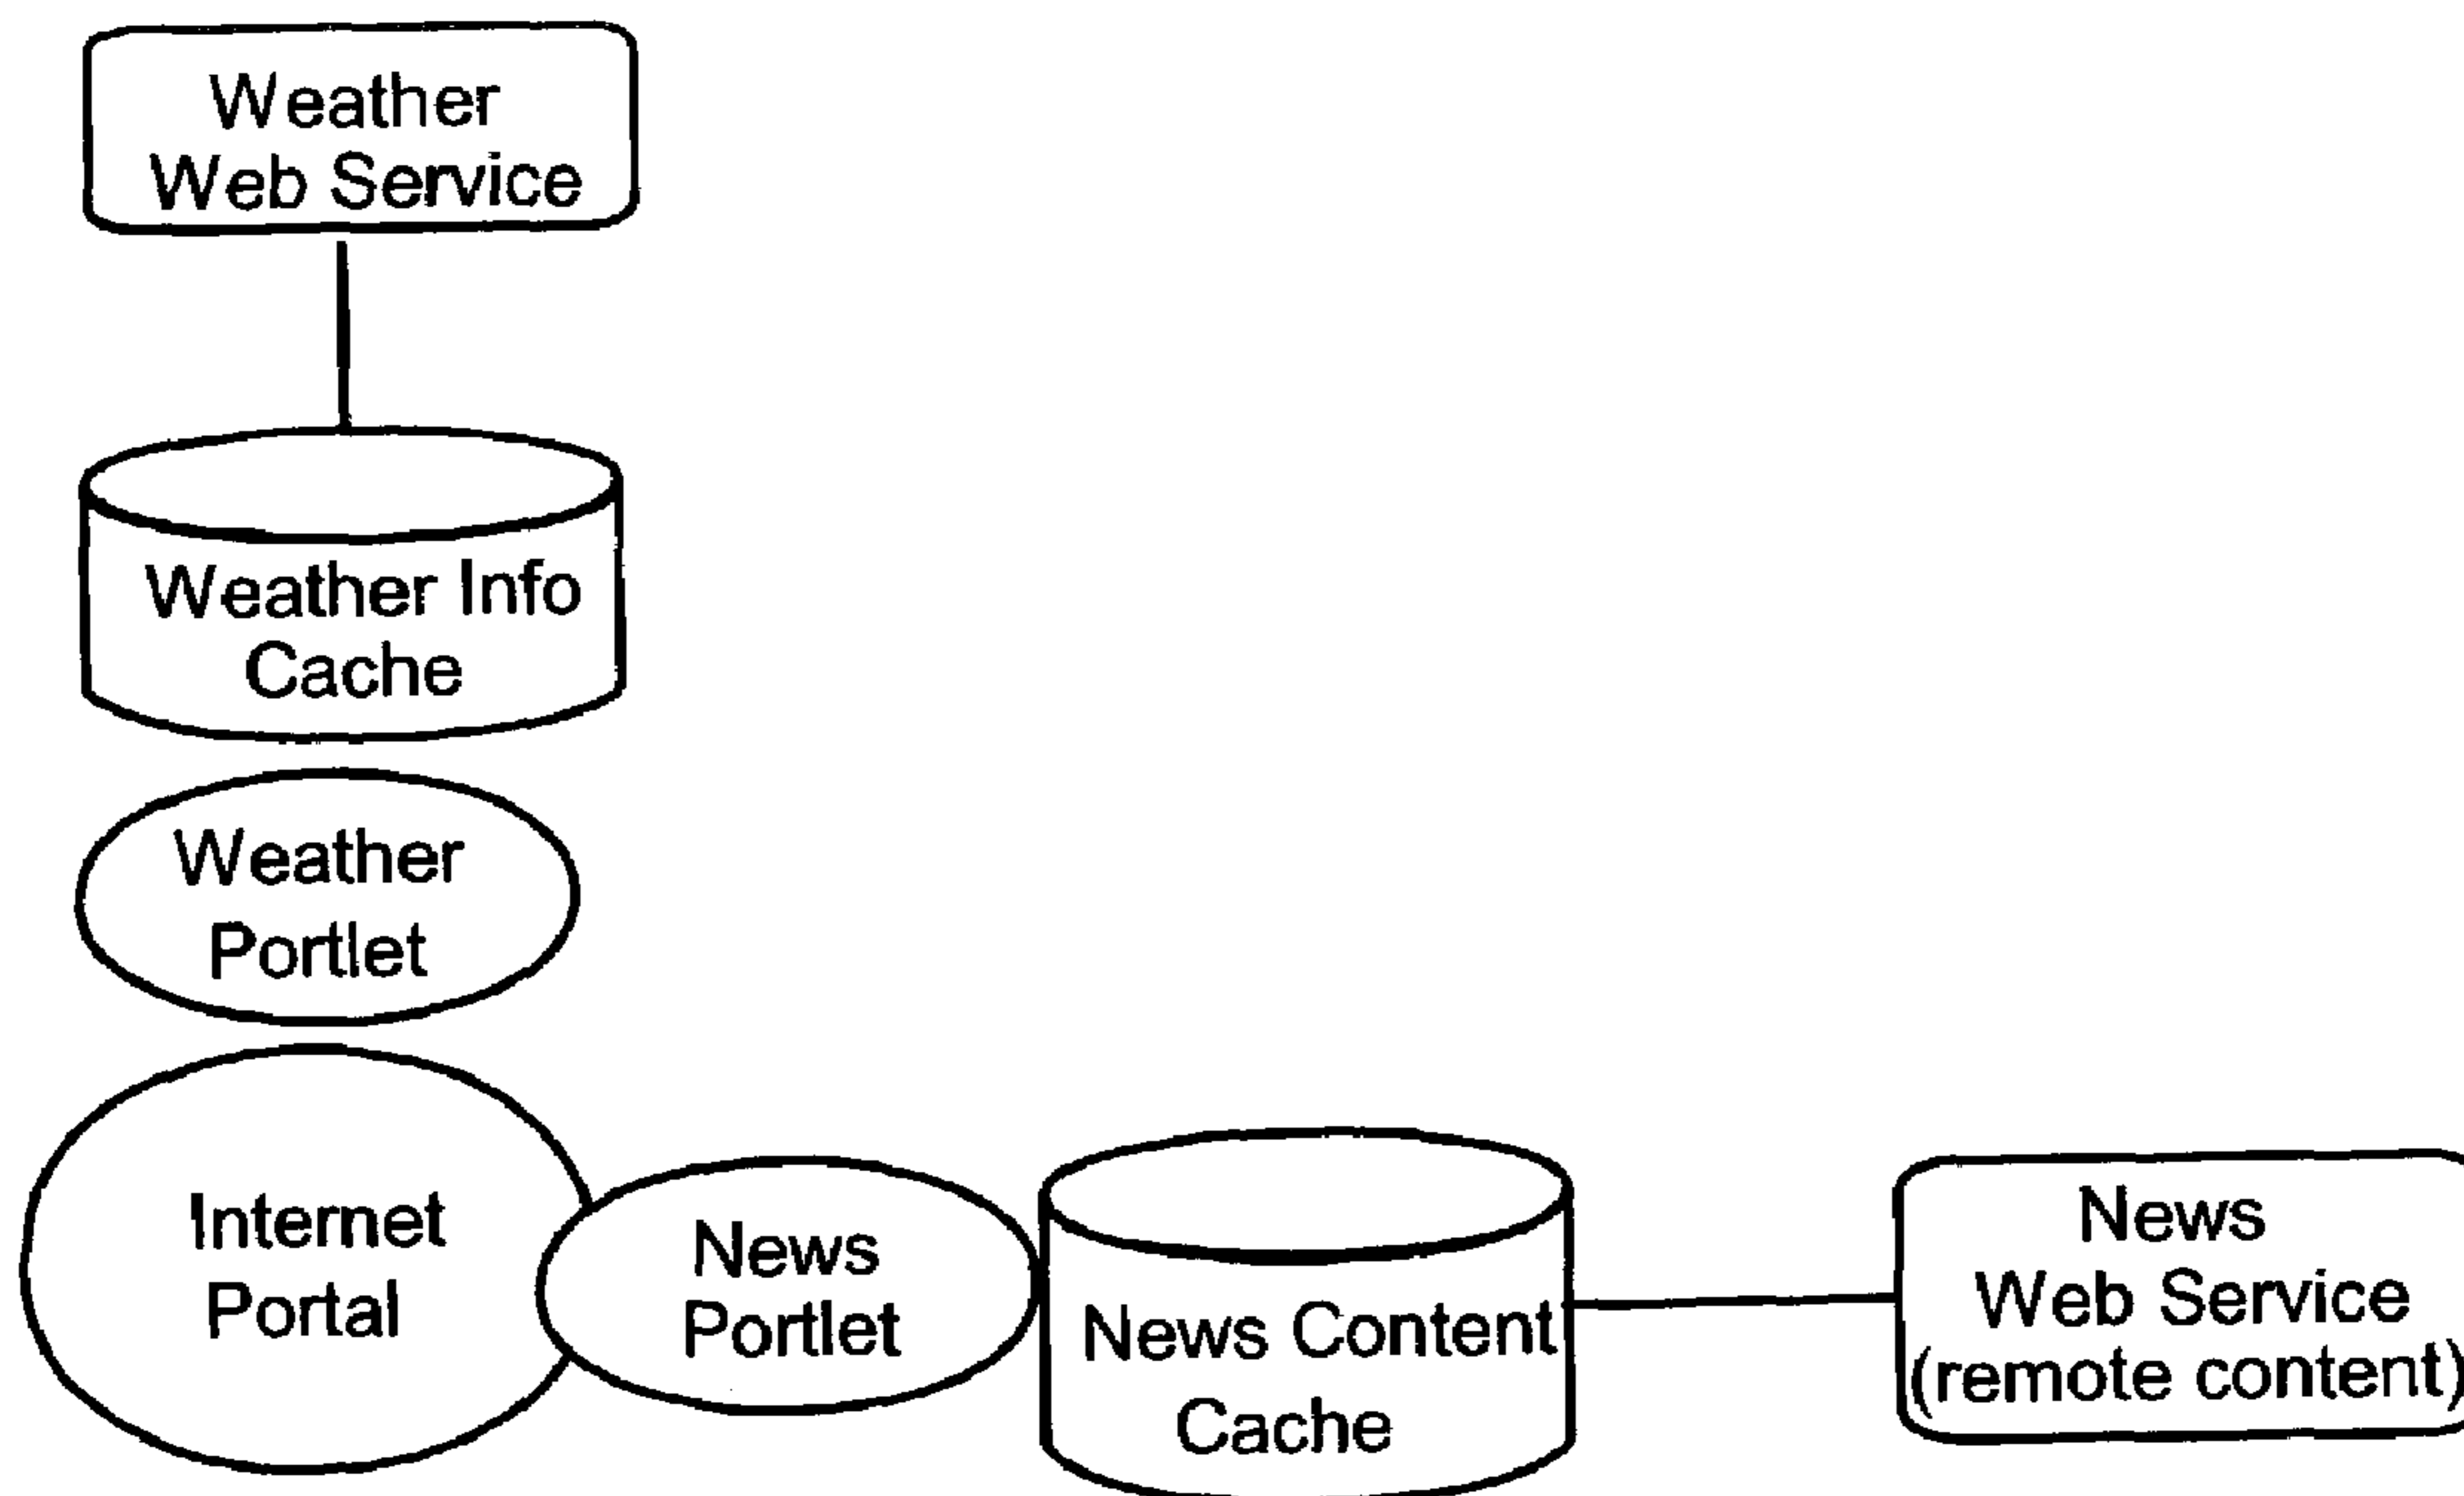 Weather
Web Service
Weather Info
Cache
Weather
Portlet
Internet
Portal
News
Portlet
News Content
Cache
News
Web Service
(remote content)